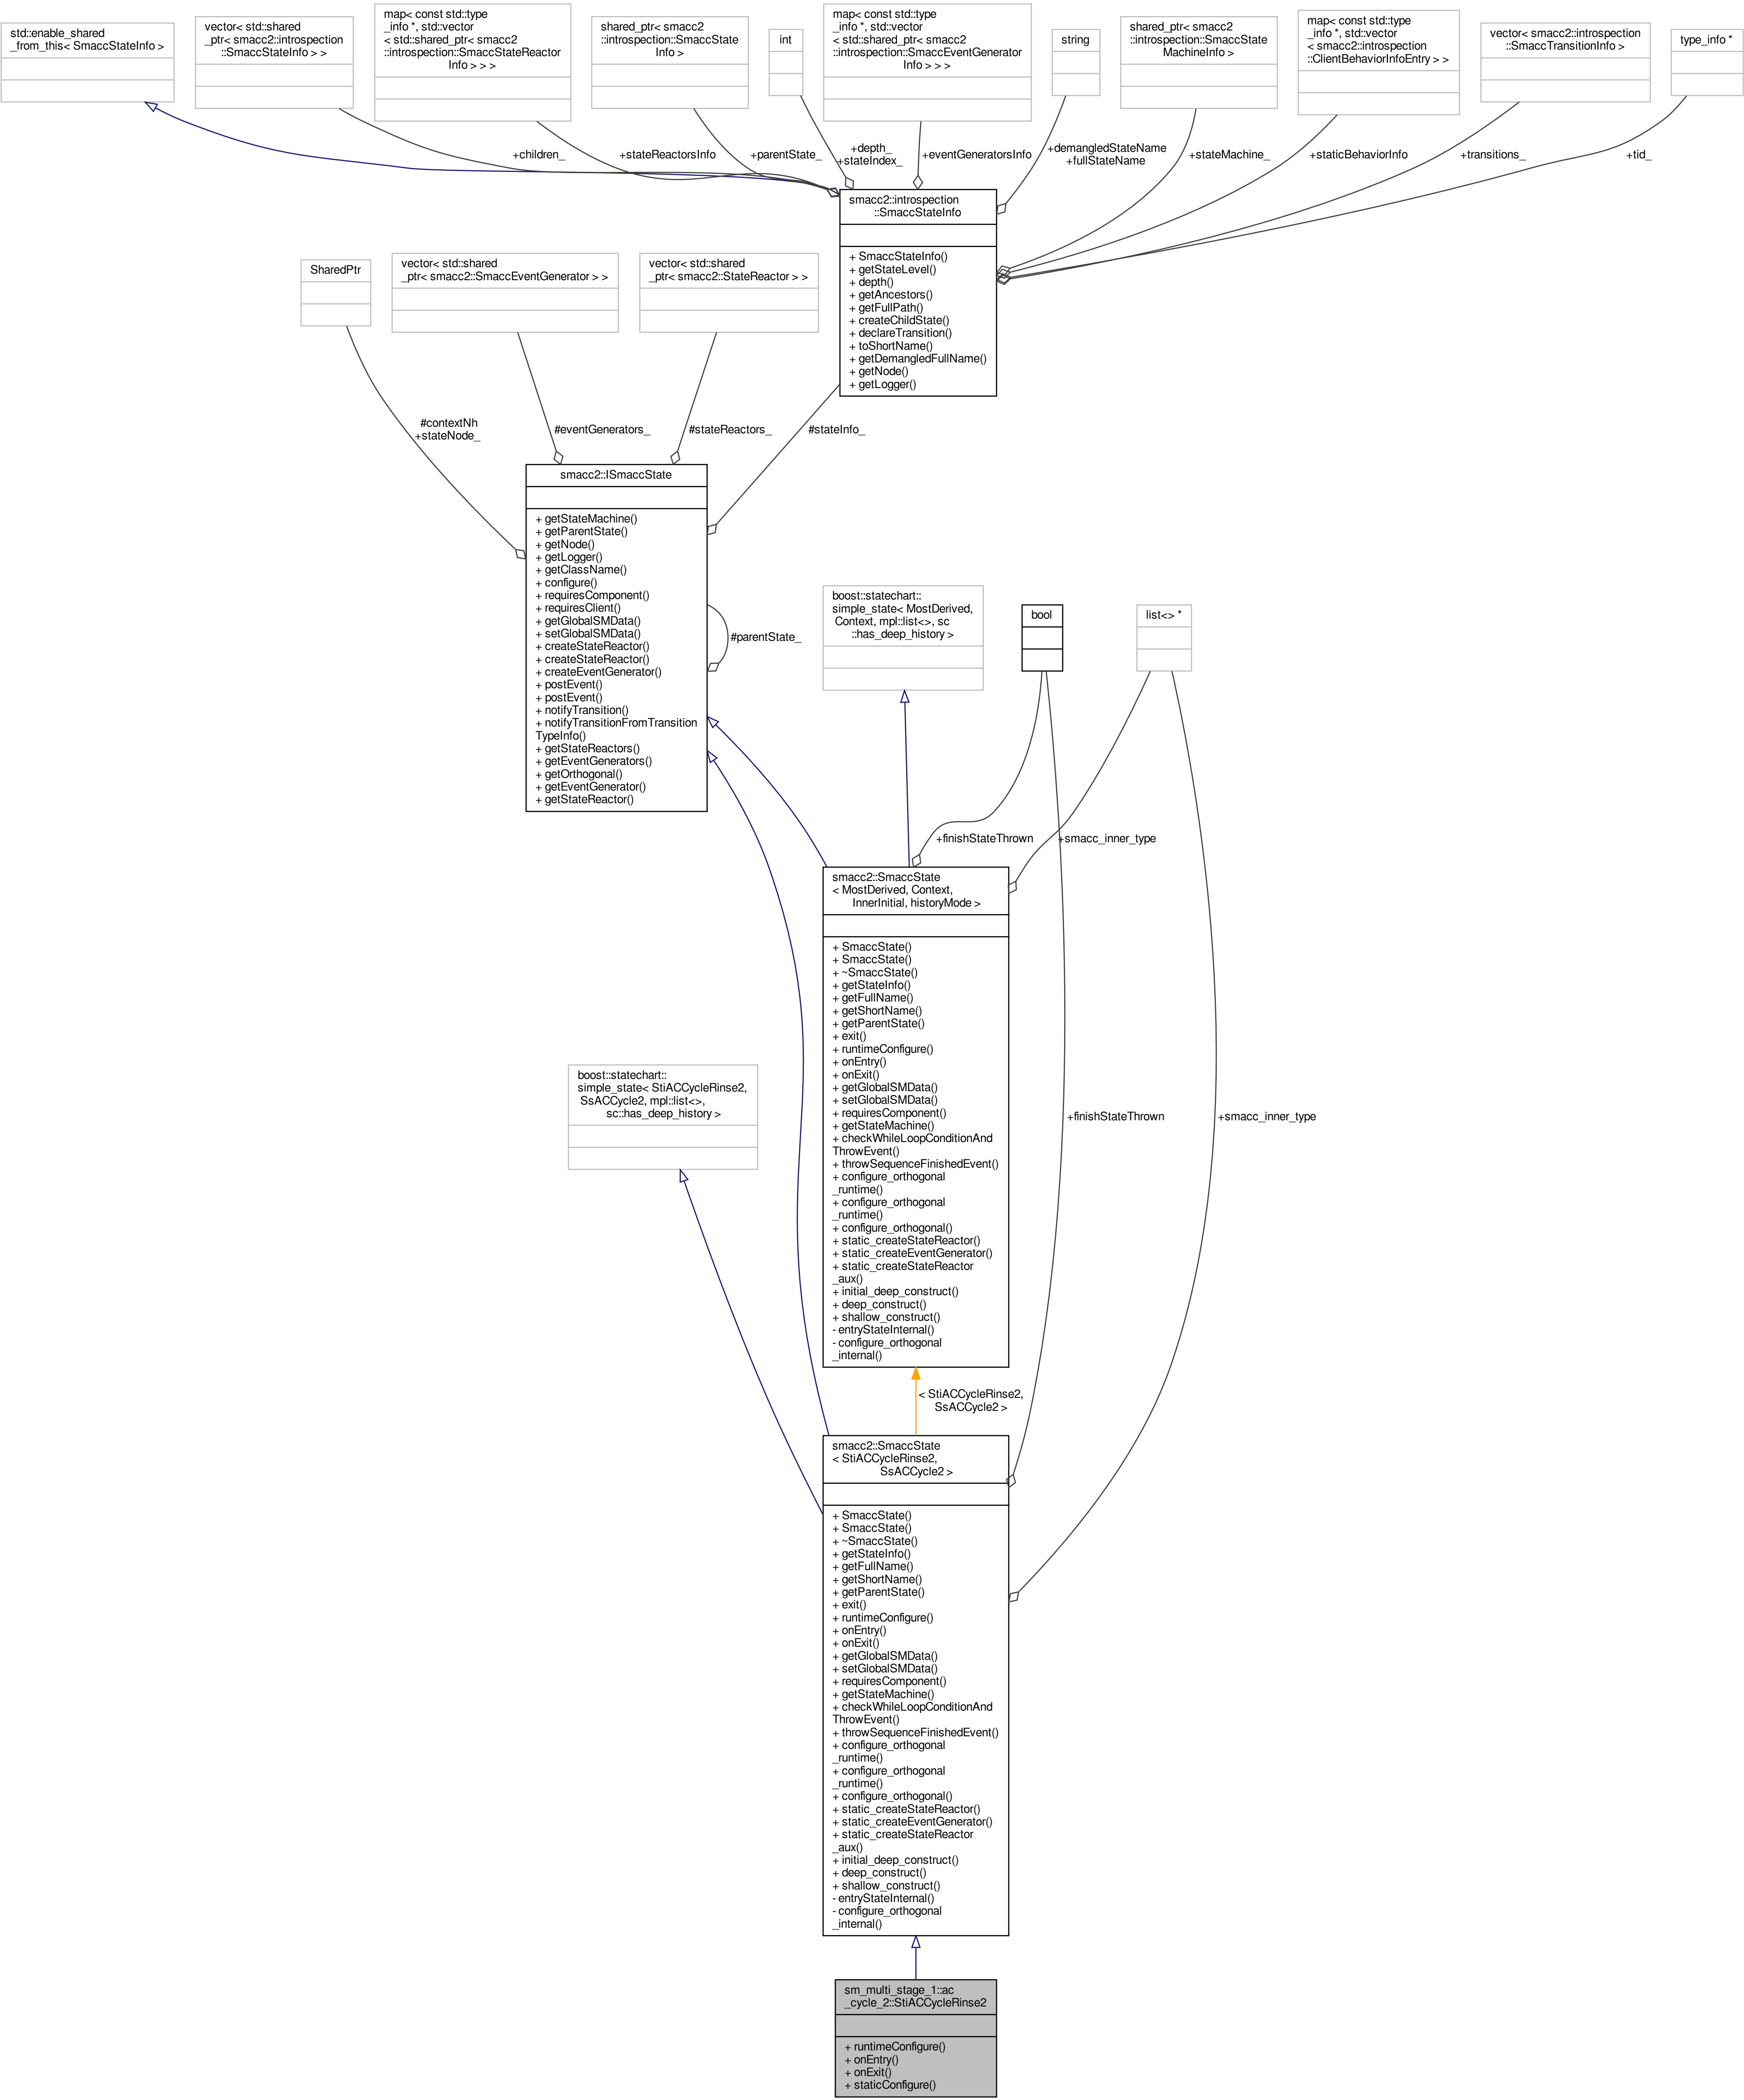 std::enable_shared
_from_this< SmaccStateInfo >
vector< std::shared
_ptr< smacc2::introspection
::SmaccStateInfo > >
map< const std::type
_info *, std::vector
< std::shared_ptr< smacc2
::introspection::SmaccStateReactor
Info > > >
shared_ptr< smacc2
::introspection::SmaccState
Info >
int
map< const std::type
_info *, std::vector
< std::shared_ptr< smacc2
::introspection::SmaccEventGenerator
Info > > >
string
shared_ptr< smacc2
::introspection::SmaccState
MachineInfo >
map< const std::type
_info *, std::vector
< smacc2::introspection
::ClientBehaviorInfoEntry > >
vector< smacc2::introspection
::SmaccTransitionInfo >
type_info *
+children_
+stateReactorsInfo
+parentState_
+depth_
+stateIndex_
+eventGeneratorsInfo
+demangledStateName
+fullStateName
+stateMachine_
+staticBehaviorInfo
+transitions_
+tid_
smacc2::introspection
::SmaccStateInfo
+ SmaccStateInfo()
+ getStateLevel()
+ depth()
+ getAncestors()
+ getFullPath()
+ createChildState()
+ declareTransition()
+ toShortName()
+ getDemangledFullName()
+ getNode()
+ getLogger()
SharedPtr
vector< std::shared
_ptr< smacc2::SmaccEventGenerator > >
vector< std::shared
_ptr< smacc2::StateReactor > >
#contextNh
+stateNode_
#eventGenerators_
#stateReactors_
#stateInfo_
smacc2::ISmaccState
+ getStateMachine()
+ getParentState()
+ getNode()
+ getLogger()
+ getClassName()
+ configure()
+ requiresComponent()
+ requiresClient()
+ getGlobalSMData()
+ setGlobalSMData()
+ createStateReactor()
+ createStateReactor()
+ createEventGenerator()
+ postEvent()
+ postEvent()
+ notifyTransition()
+ notifyTransitionFromTransition
TypeInfo()
+ getStateReactors()
+ getEventGenerators()
+ getOrthogonal()
+ getEventGenerator()
+ getStateReactor()
#parentState_
boost::statechart::
simple_state< MostDerived,
Context, mpl::list<>, sc
::has_deep_history >
bool
list<> *
+finishStateThrown
+smacc_inner_type
smacc2::SmaccState
< MostDerived, Context,
InnerInitial, historyMode >
+ SmaccState()
+ SmaccState()
+ ~SmaccState()
+ getStateInfo()
+ getFullName()
+ getShortName()
+ getParentState()
+ exit()
+ runtimeConfigure()
+ onEntry()
+ onExit()
+ getGlobalSMData()
+ setGlobalSMData()
+ requiresComponent()
+ getStateMachine()
+ checkWhileLoopConditionAnd
ThrowEvent()
+ throwSequenceFinishedEvent()
+ configure_orthogonal
_runtime()
+ configure_orthogonal
_runtime()
+ configure_orthogonal()
+ static_createStateReactor()
+ static_createEventGenerator()
+ static_createStateReactor
_aux()
+ initial_deep_construct()
+ deep_construct()
+ shallow_construct()
- entryStateInternal()
- configure_orthogonal
_internal()
boost::statechart::
simple_state< StiACCycleRinse2,
SsACCycle2, mpl::list<>,
sc::has_deep_history >
+finishStateThrown
+smacc_inner_type
< StiACCycleRinse2,
SsACCycle2 >
smacc2::SmaccState
< StiACCycleRinse2,
SsACCycle2 >
+ SmaccState()
+ SmaccState()
+ ~SmaccState()
+ getStateInfo()
+ getFullName()
+ getShortName()
+ getParentState()
+ exit()
+ runtimeConfigure()
+ onEntry()
+ onExit()
+ getGlobalSMData()
+ setGlobalSMData()
+ requiresComponent()
+ getStateMachine()
+ checkWhileLoopConditionAnd
ThrowEvent()
+ throwSequenceFinishedEvent()
+ configure_orthogonal
_runtime()
+ configure_orthogonal
_runtime()
+ configure_orthogonal()
+ static_createStateReactor()
+ static_createEventGenerator()
+ static_createStateReactor
_aux()
+ initial_deep_construct()
+ deep_construct()
+ shallow_construct()
- entryStateInternal()
- configure_orthogonal
_internal()
sm_multi_stage_1::ac
_cycle_2::StiACCycleRinse2
+ runtimeConfigure()
+ onEntry()
+ onExit()
+ staticConfigure()